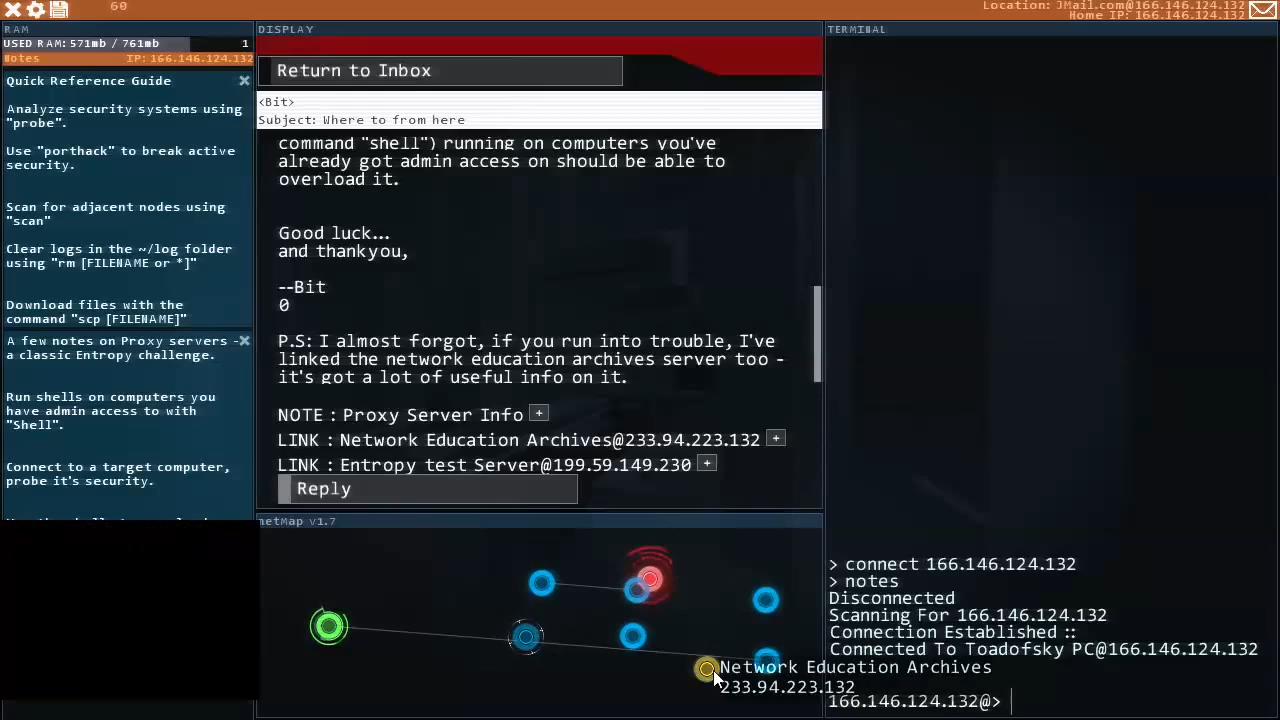 60
Location: JMail.com@166.146.124.132
Home IP: 166.146.124.132
RAM
USED RAM: 571mb / 761mb 1
Notes IP: 166.146.124.132
Quick Reference Guide
Analyze security systems using
"probe".
Use "porthack" to break active
security.
Scan for adjacent nodes using
"scan"
Clear logs in the ~/log folder
using "rm [FILENAME or *]"
Download files with the
command "scp [FILENAME]"
A few notes on Proxy servers -
a classic Entropy challenge.
Run shells on computers you
have admin access to with
"Shell".
Connect to a target computer,
probe it's security.
DISPLAY
Return to Inbox
<Bit>
Subject: Where to from here
command "shell") running on computers you've
already got admin access on should be able to
overload it.
Good luck...
and thankyou,
--Bit
0
P.S: I almost forgot, if you run into trouble, I've
linked the network education archives server too -
it's got a lot of useful info on it.
NOTE : Proxy Server Info +
LINK : Network Education Archives@233.94.223.132 +
LINK : Entropy test Server@199.59.149.230 +
Reply
netMap v1.7
Network Education Archives
233.94.223.132
TERMINAL
> connect 166.146.124.132
> notes
Disconnected
Scanning For 166.146.124.132
Connection Established ::
Connected To Toadofsky PC@166.146.124.132
166.146.124.132@>